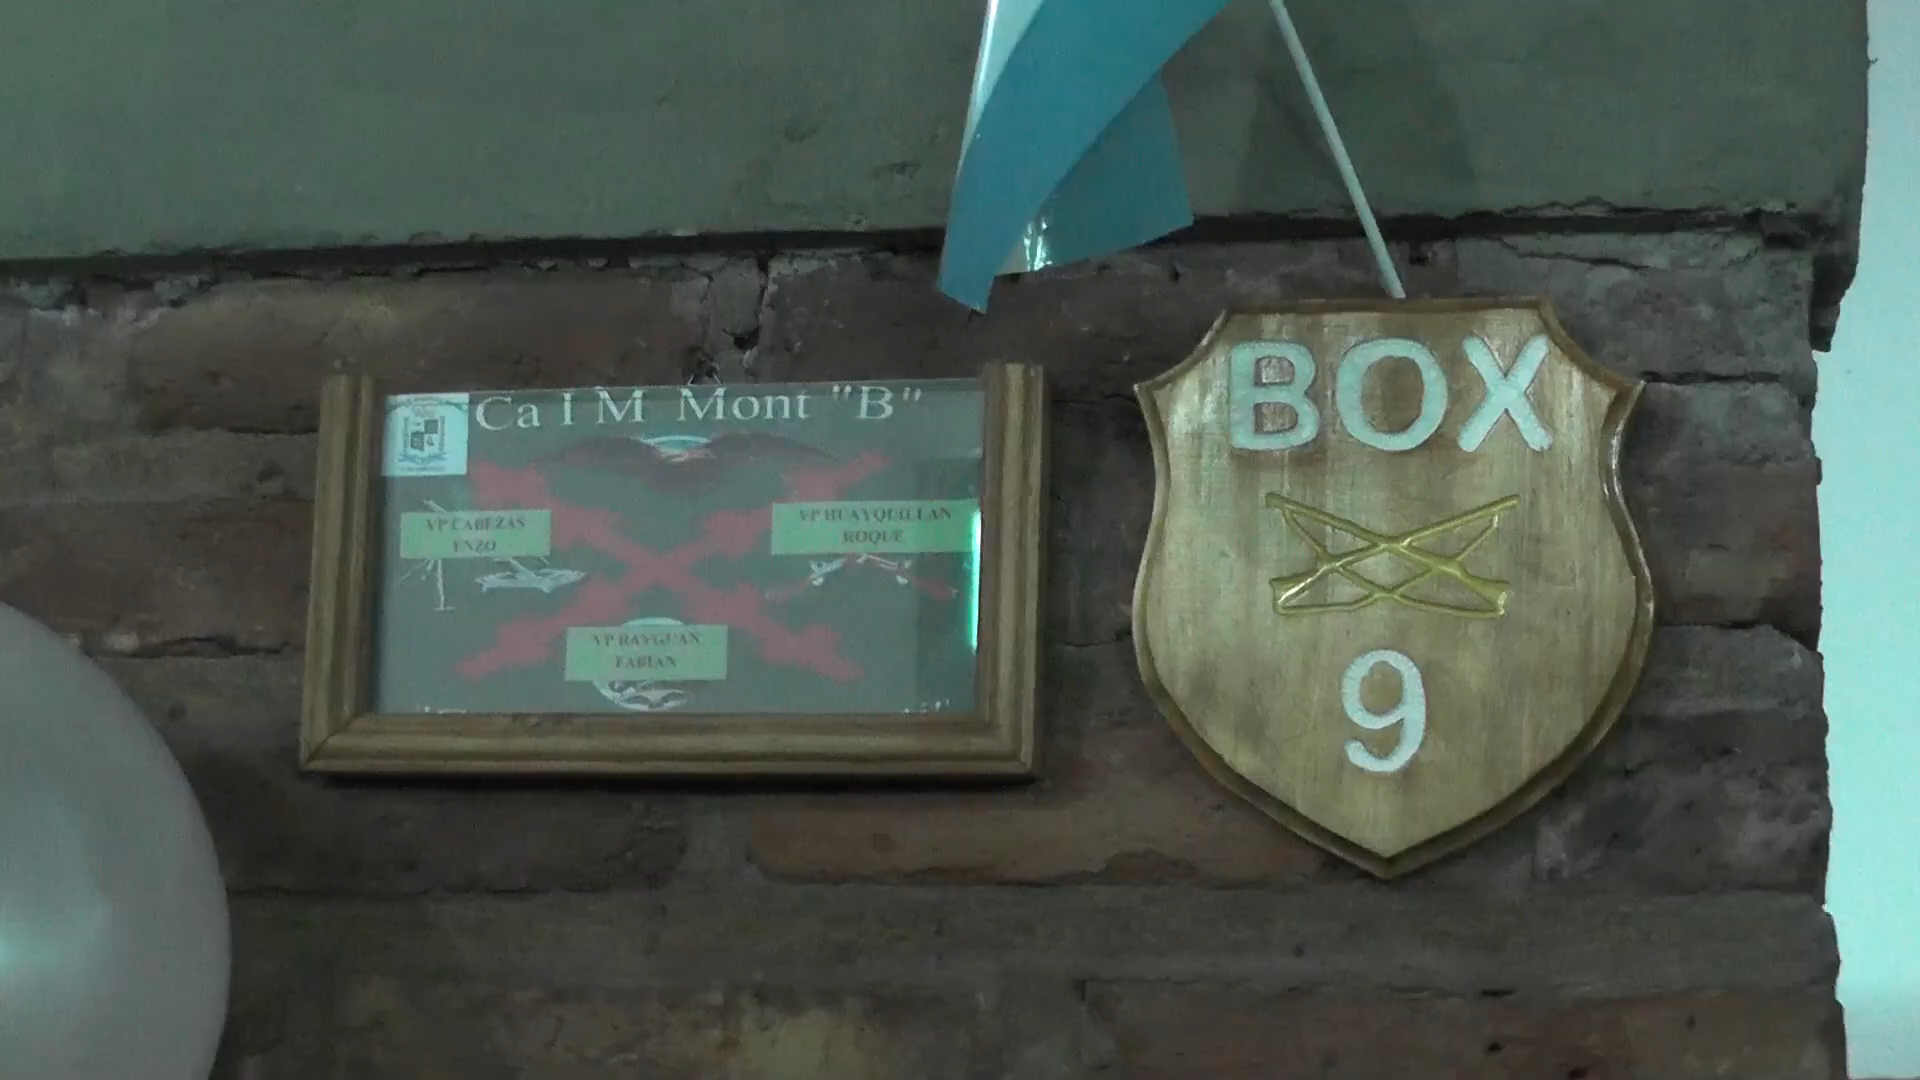 Ca I M Mont "B"
VP CABEZAS
ENZO
VP HUAYQUILLAN
ROQUE
VP RAYGUAN
FABIAN
BOX
9